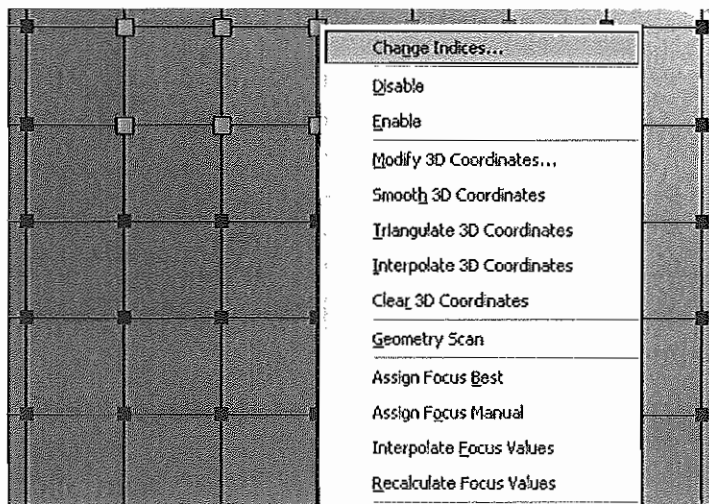 Change Indices...
Disable
Enable
Modify 3D Coordinates...
Smooth 3D Coordinates
Triangulate 3D Coordinates
Interpolate 3D Coordinates
Clear 3D Coordinates
Geometry Scan
Assign Focus Best
Assign Focus Manual
Interpolate Focus Values
Recalculate Focus Values